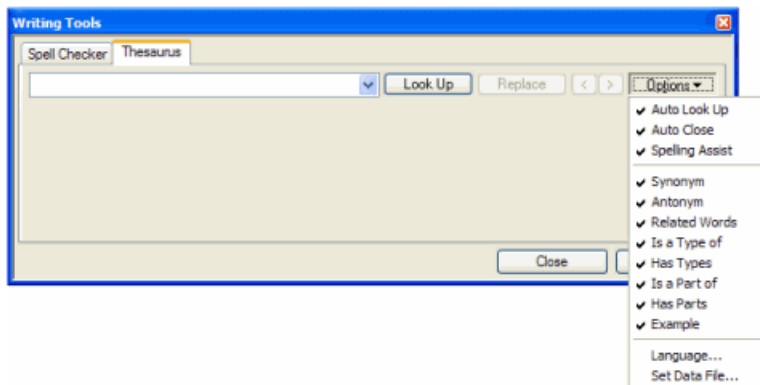 Writing Tools
Spell Checker Thesaurus
Look Up Replace < > Options
Auto Look Up
Auto Close
Spelling Assist
Synonym
Antonym
Related Words
Is a Type of
Has Types
Is a Part of
Has Parts
Example
Close
Language...
Set Data File...